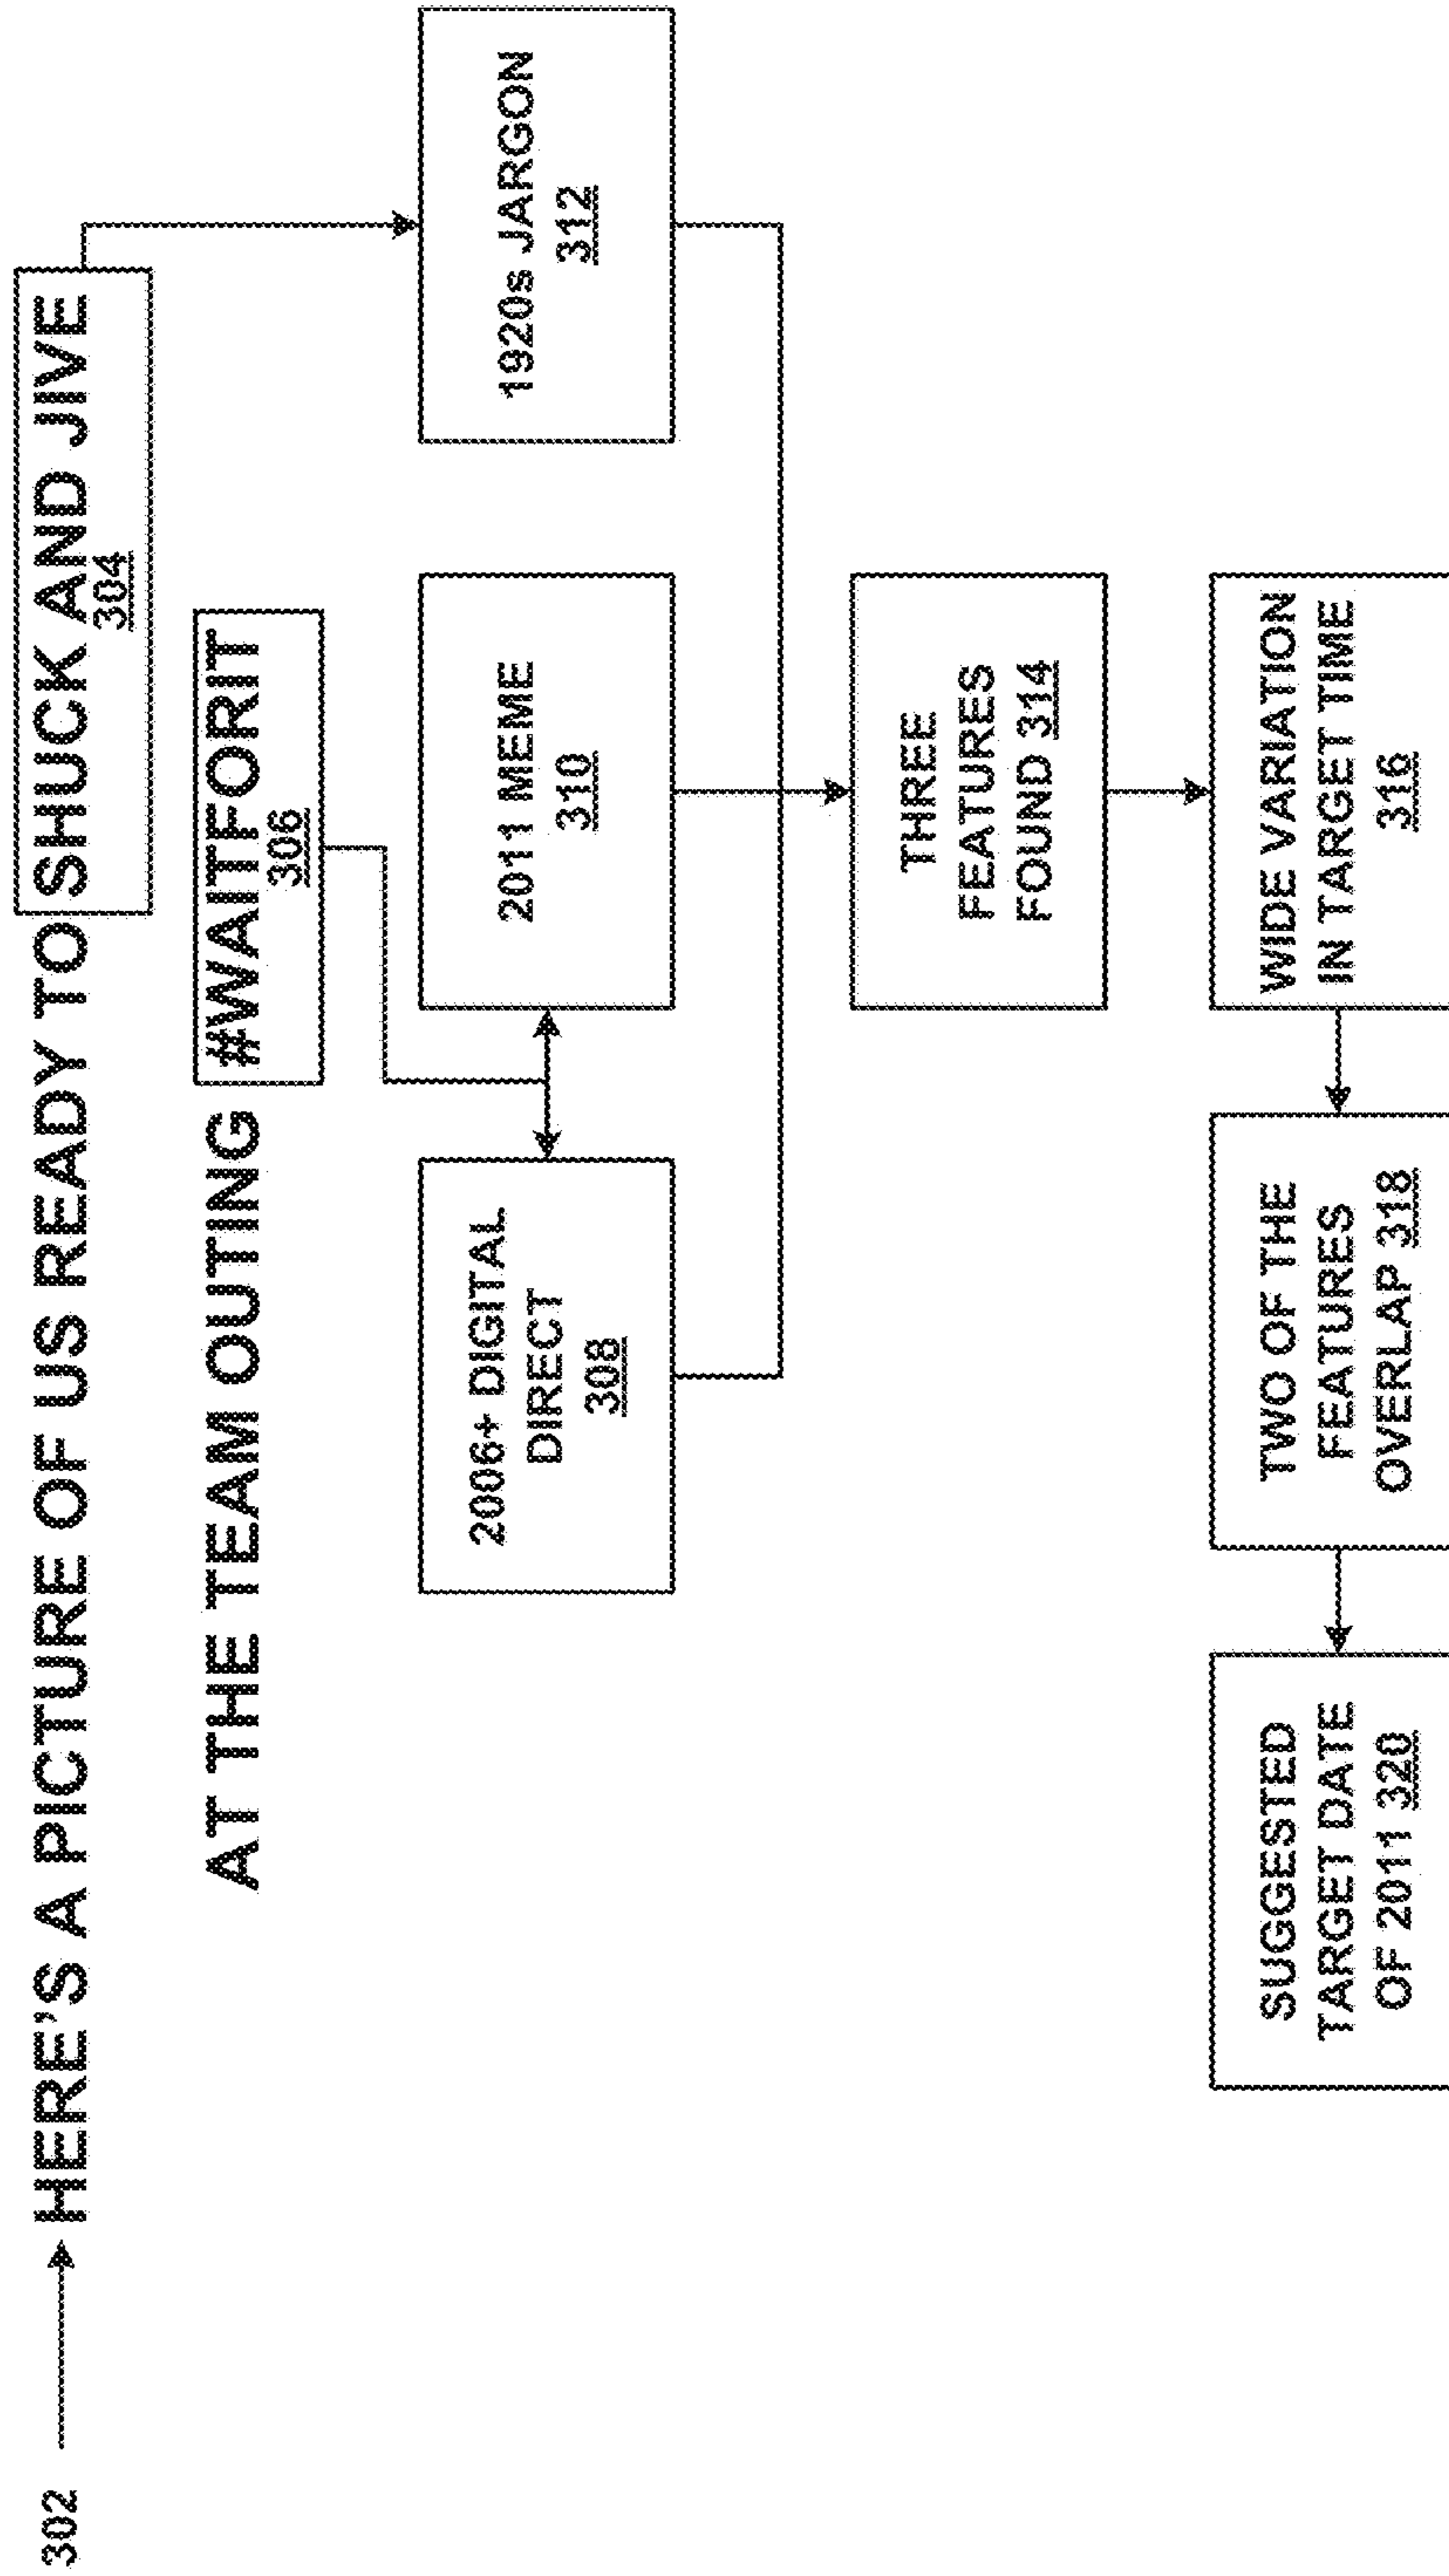 302
HERE'S A PICTURE OF US READY TO SHUCK AND JIVE
304
AT THE TEAM OUTING #WAITFORIT
306
2006+ DIGITAL
DIRECT
308
2011 MEME
310
1920s JARGON
312
THREE
FEATURES
FOUND 314
SUGGESTED
TARGET DATE
OF 2011 320
TWO OF THE
FEATURES
OVERLAP 318
WIDE VARIATION
IN TARGET TIME
316